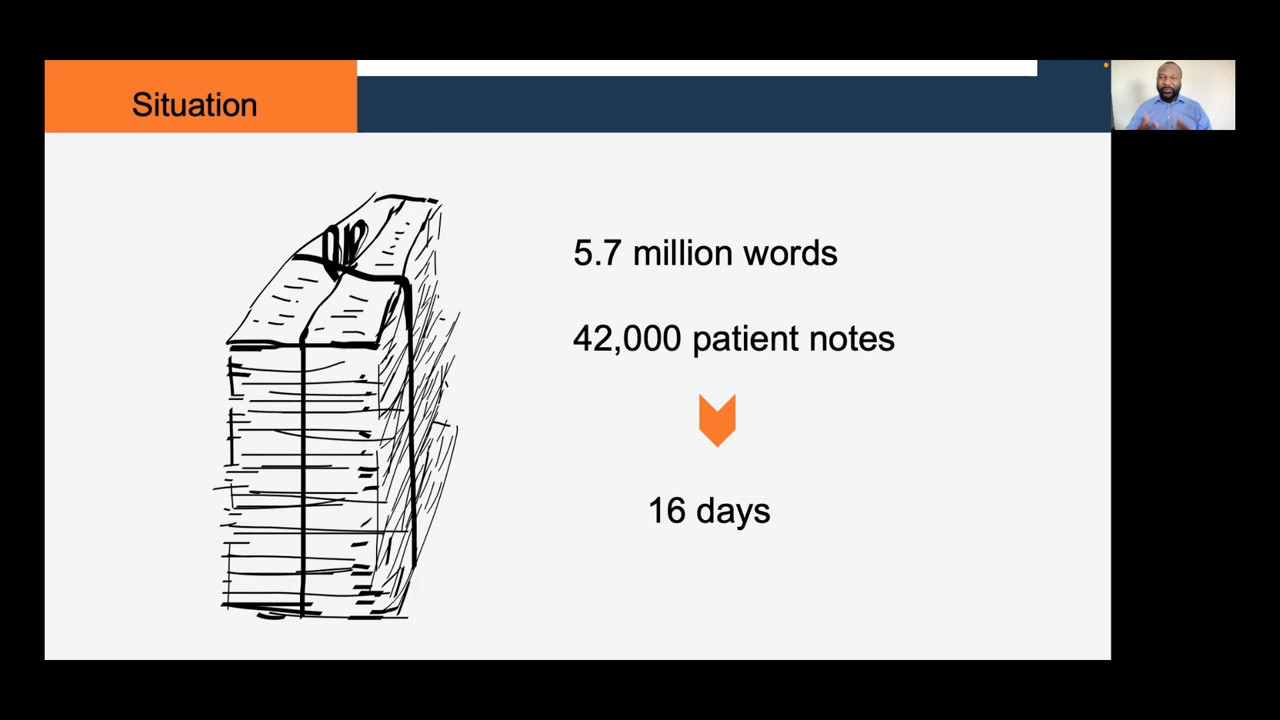 Situation
5.7 million words
42,000 patient notes
16 days